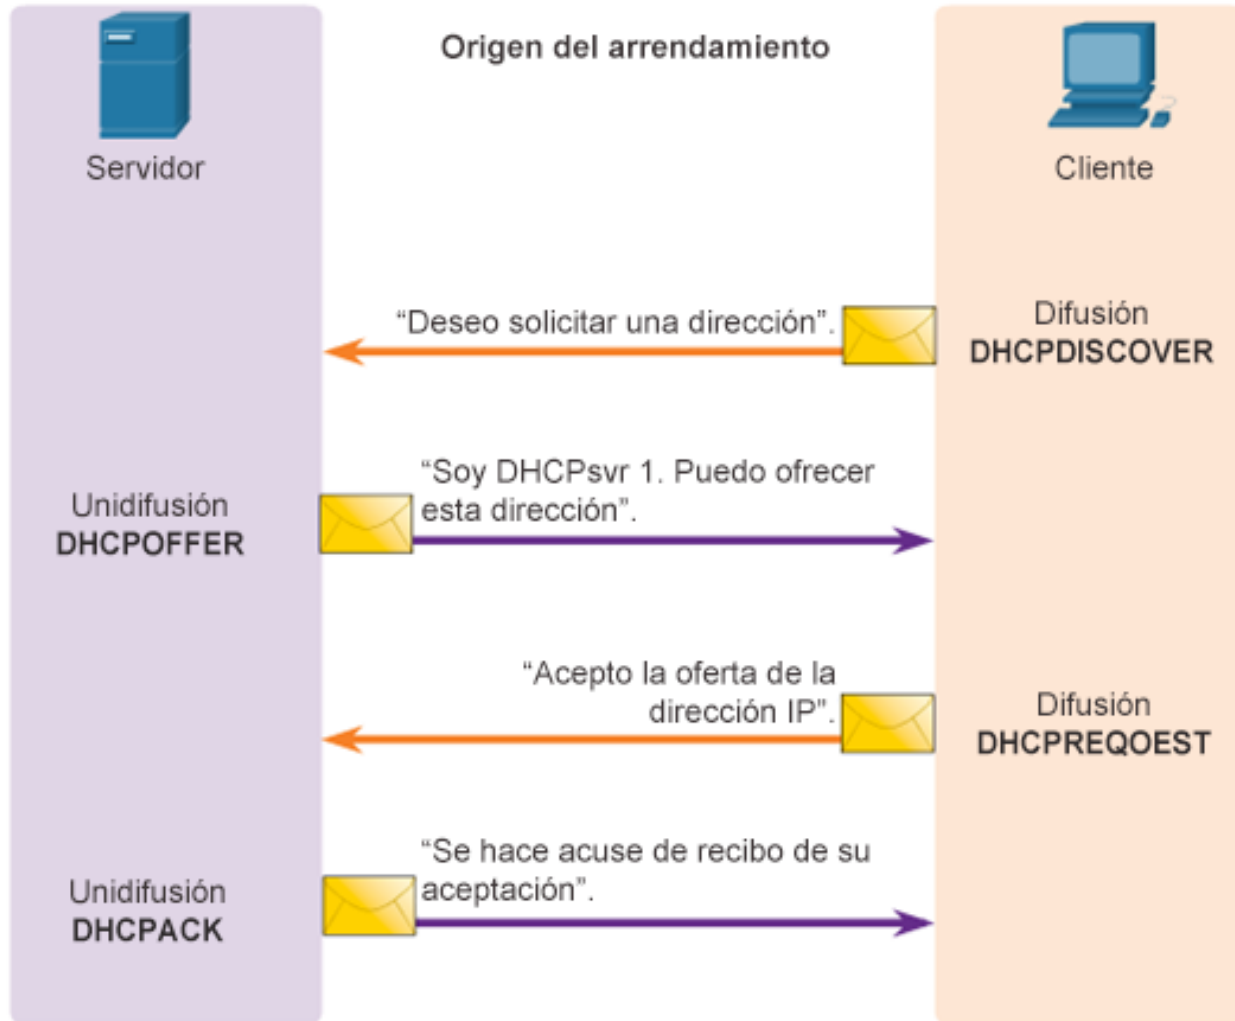 Origen del arrendamiento
Servidor
Cliente
“Deseo solicitar una dirección”.
Difusión
DHCPDISCOVER
Unidifusión
DHCPOFFER
“Soy DHCPsvr 1. Puedo ofrecer
esta dirección”.
“Acepto la oferta de la
dirección IP”.
Difusión
DHCPREQOEST
Unidifusión
DHCPACK
“Se hace acuse de recibo de su
aceptación”.